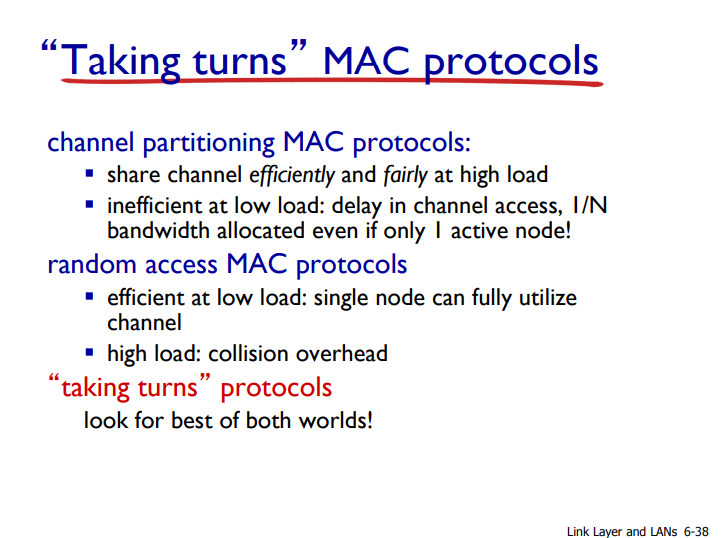 “Taking turns” MAC protocols
channel partitioning MAC protocols:
▪ share channel efficiently and fairly at high load
▪ inefficient at low load: delay in channel access, 1/N
bandwidth allocated even if only 1 active node!
random access MAC protocols
▪ efficient at low load: single node can fully utilize
channel
▪ high load: collision overhead
“taking turns” protocols
look for best of both worlds!
Link Layer and LANs 6-38